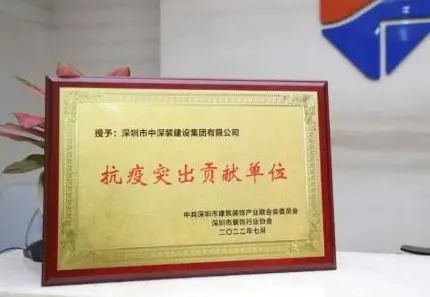 授予：深圳市中深装建设集团有限公司
抗疫突出贡献单位
中共深圳市建筑装饰产业联合会委员会
深圳市装饰行业协会
二〇二二年七月